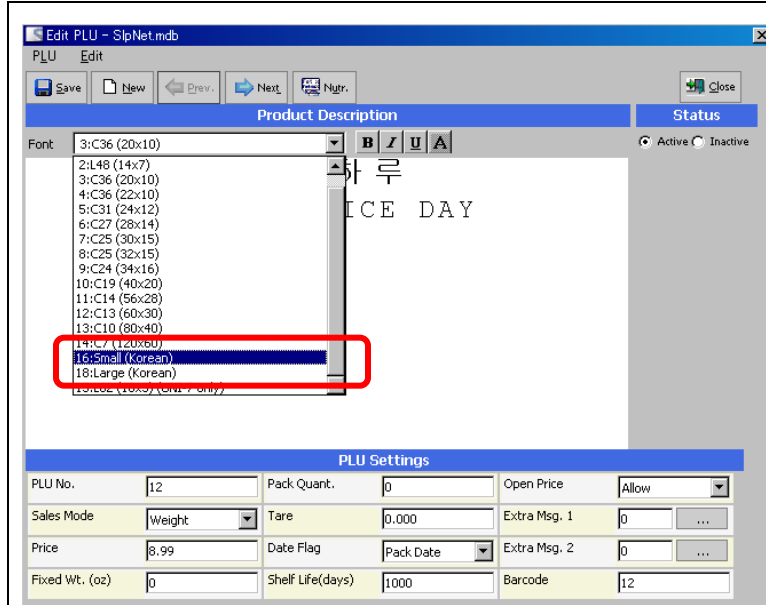 Edit PLU - SlpNet.mdb
PLU Edit
Save New Prev. Next Nutr. Close
Product Description Status
Font 3:C36 (20x10) B I U A Active Inactive
2:L48 (14x7)
3:C36 (20x10)
4:C36 (22x10)
5:C31 (24x12)
6:C27 (28x14)
7:C25 (30x15)
8:C25 (32x15)
9:C24 (34x16)
10:C19 (40x20)
11:C14 (56x28)
12:C13 (60x30)
13:C10 (80x40)
14:C7 (120x60)
16:Small (Korean)
18:Large (Korean)
하루
ICE DAY
PLU Settings
PLU No. 12 Pack Quant. 0 Open Price Allow
Sales Mode Weight Tare 0.000 Extra Msg. 1 0 ...
Price 8.99 Date Flag Pack Date Extra Msg. 2 0 ...
Fixed Wt. (oz) 0 Shelf Life(days) 1000 Barcode 12